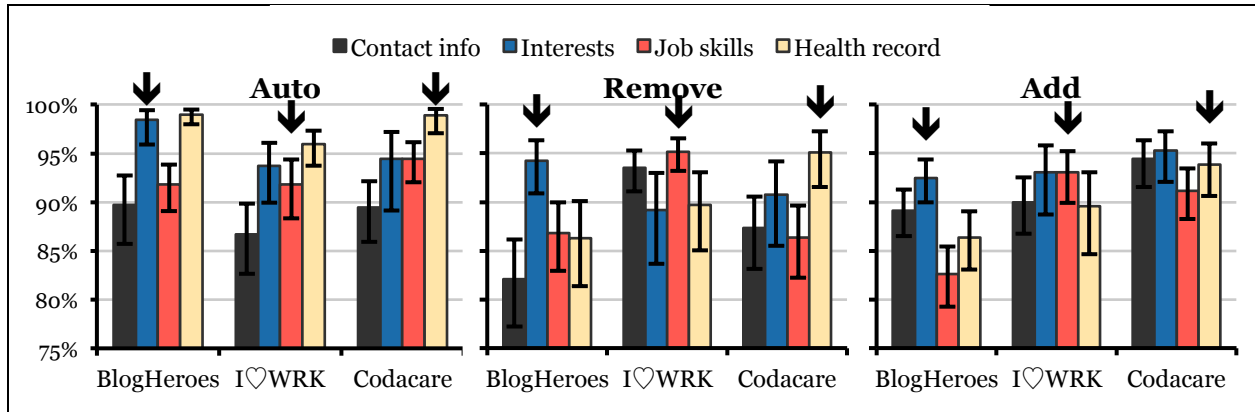 Contact info Interests Job skills Health record
Auto Remove Add
100%
95%
90%
85%
80%
75%
BlogHeroes I♡WRK Codacare BlogHeroes I♡WRK Codacare BlogHeroes I♡WRK Codacare